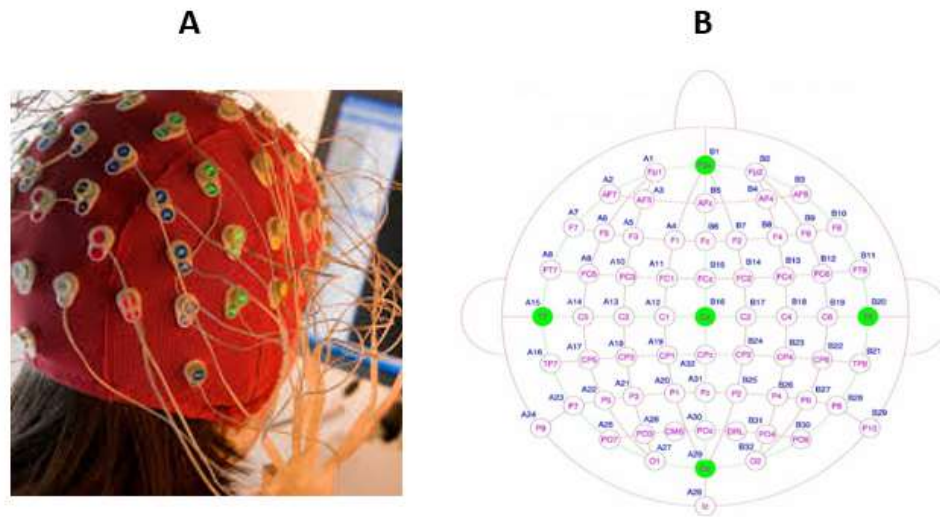 A B
B1
A1 B2
Fp1 Fp2
A2 A3 B5 B4 B3
AF7 AFz AF4 AF8
A7 A6 A5 A4 B6 B7 B8 B9 B10
F7 F5 F3 F1 Fz F2 F4 F6 F8
A8 A9 A10 A11 B15 B14 B13 B12 B11
FT7 FC5 FC3 FC1 FCz FC2 FC4 FC6 FT8
A15 A14 A13 A12 B16 B17 B18 B19 B20
C5 C3 C1 Cz C2 C4 C6
A16 A17 A18 A19 A32 B24 B23 B22 B21
TP7 CP5 CP3 CP1 CPz CP4 CP6 TP8
A24 A23 A22 A21 A20 A31 B25 B26 B27 B28 B29
P9 P7 P5 P3 P1 Pz P2 P4 P6 P8 P10
A25 A26 A30 B31 B30
PO7 PO3 CMS POz DRL PO4 PO8
A27 A29 B32
O1 O2
A28
Iz